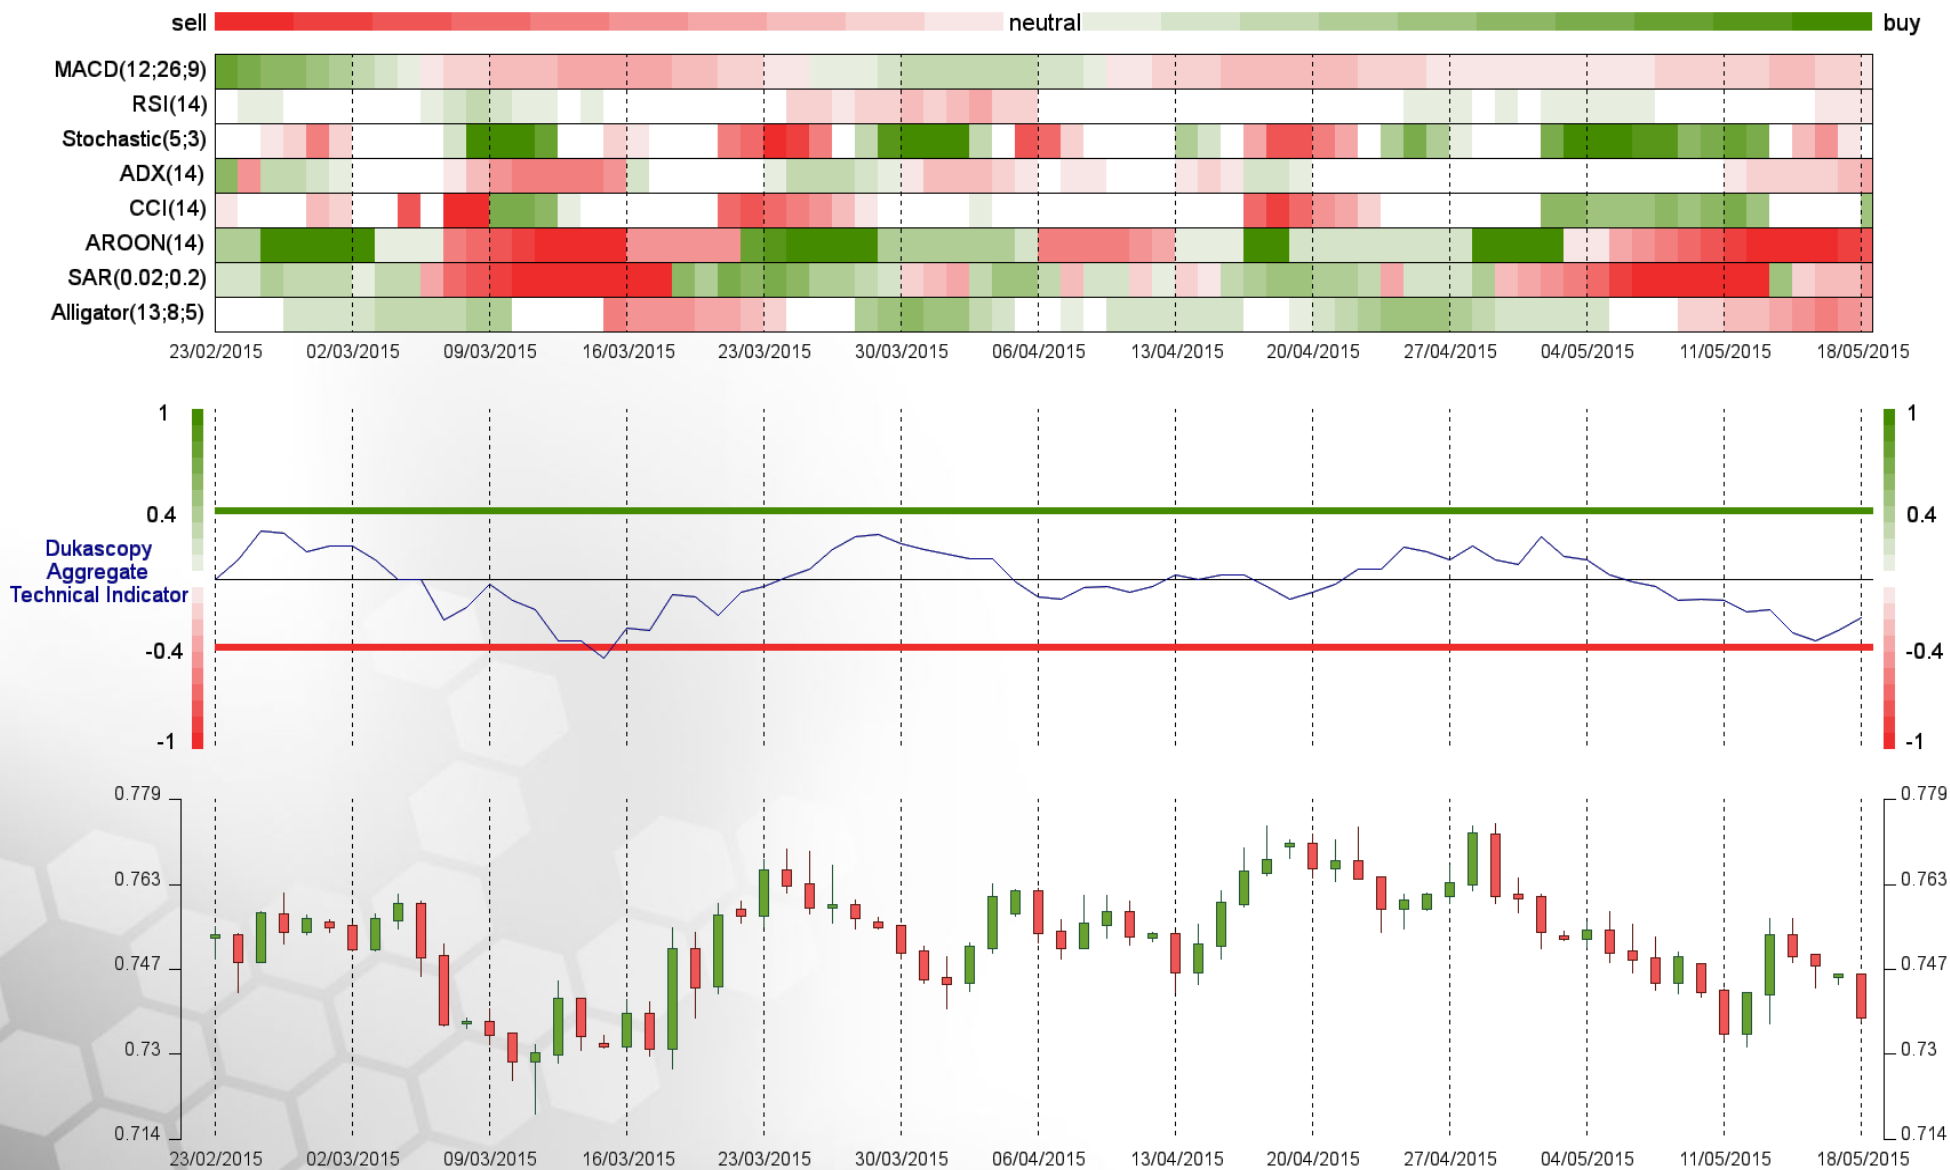 sell neutral buy
MACD(12;26;9)
RSI(14)
Stochastic(5;3)
ADX(14)
CCI(14)
AROON(14)
SAR(0.02;0.2)
Alligator(13;8;5)
23/02/2015 02/03/2015 09/03/2015 16/03/2015 23/03/2015 30/03/2015 06/04/2015 13/04/2015 20/04/2015 27/04/2015 04/05/2015 11/05/2015 18/05/2015
1 1
0.4 0.4
Dukascopy
Aggregate
Technical Indicator
-0.4 -0.4
-1 -1
0.779 0.779
0.763 0.763
0.747 0.747
0.73 0.73
0.714 0.714
23/02/2015 02/03/2015 09/03/2015 16/03/2015 23/03/2015 30/03/2015 06/04/2015 13/04/2015 20/04/2015 27/04/2015 04/05/2015 11/05/2015 18/05/2015